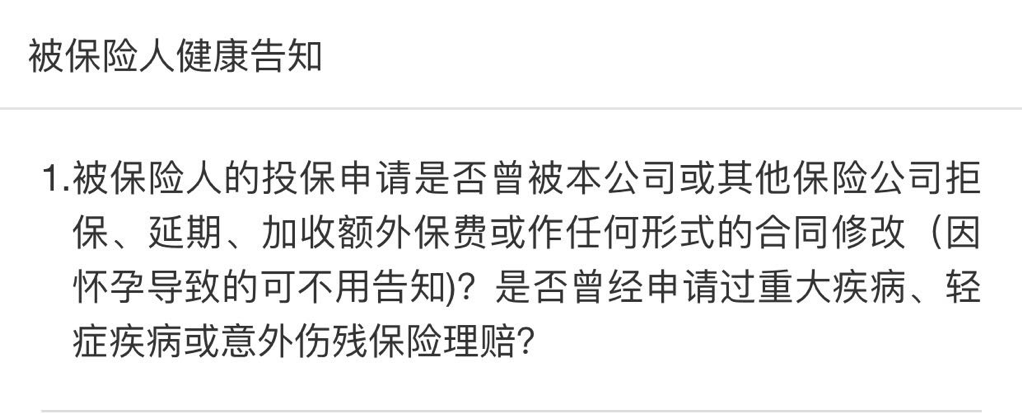 被保险人健康告知
1.被保险人的投保申请是否曾被本公司或其他保险公司拒
保、延期、加收额外保费或作任何形式的合同修改（因
怀孕导致的可不用告知)？是否曾经申请过重大疾病、轻
症疾病或意外伤残保险理赔？